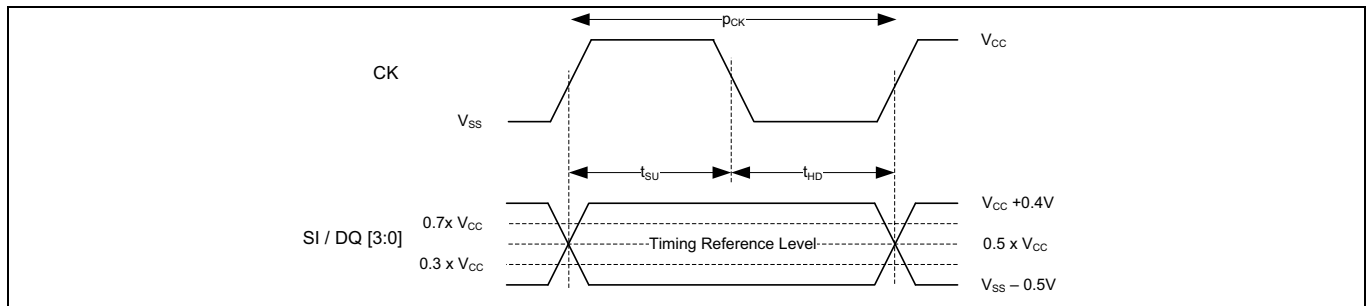 pCK
VCC
CK
VSS
tSU
tHD
VCC +0.4V
0.7x VCC
SI / DQ [3:0]
Timing Reference Level
0.5 x VCC
0.3 x VCC
VSS – 0.5V